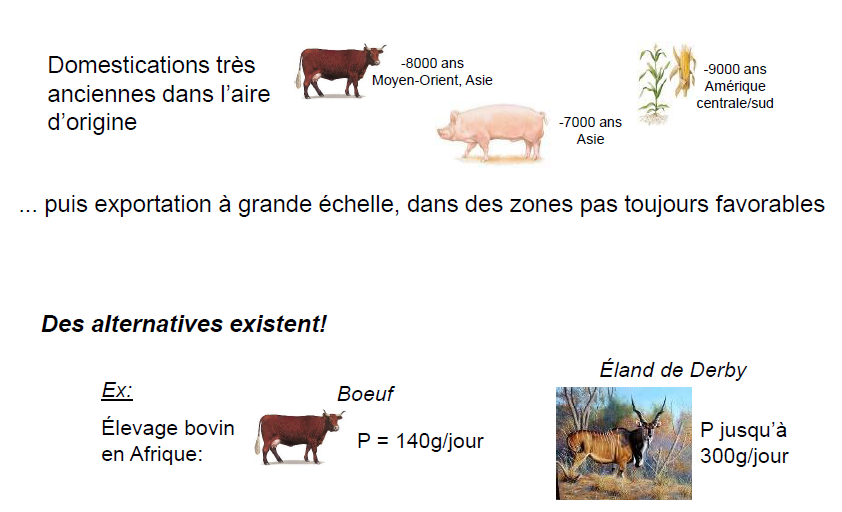 Domestications très
anciennes dans l'aire
d'origine
-8000 ans
Moyen-Orient, Asie
-7000 ans
Asie
-9000 ans
Amérique
centrale/sud
... puis exportation à grande échelle, dans des zones pas toujours favorables
Des alternatives existent!
Ex:
Élevage bovin
en Afrique:
Boeuf
P = 140g/jour
Éland de Derby
P jusqu'à
300g/jour